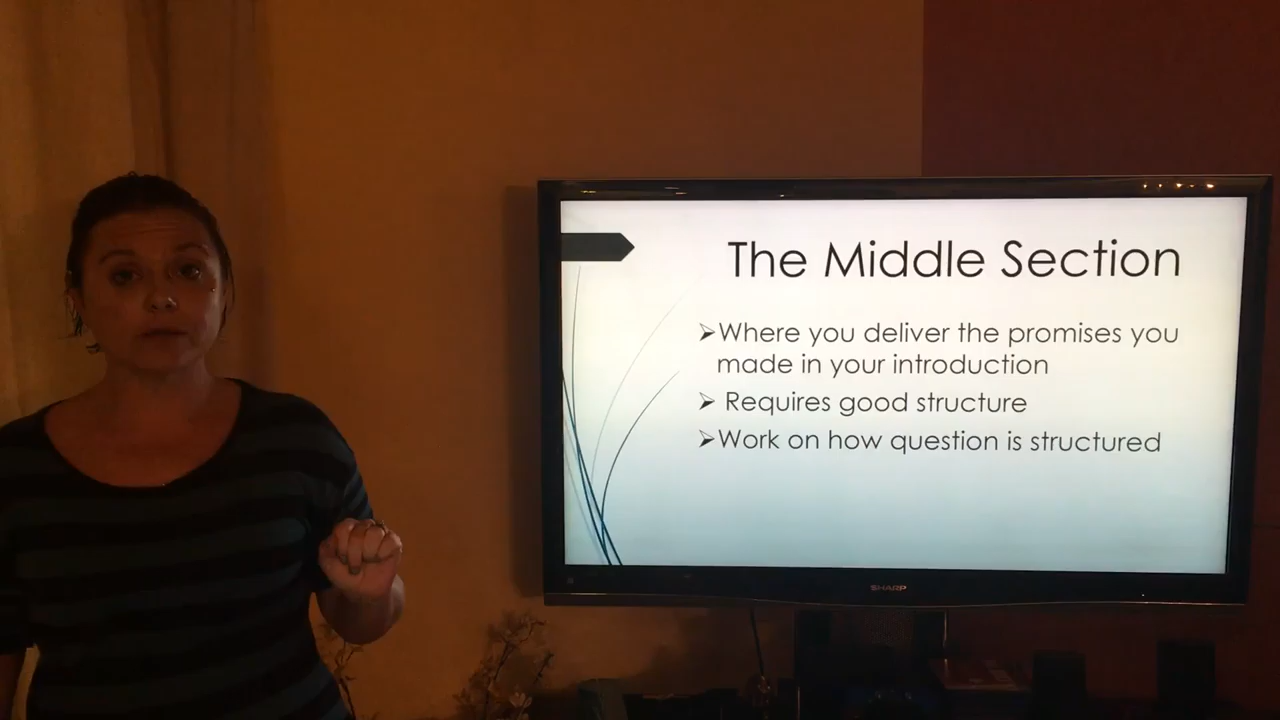 The Middle Section
➢Where you deliver the promises you
made in your introduction
➢ Requires good structure
➢Work on how question is structured
SHARP